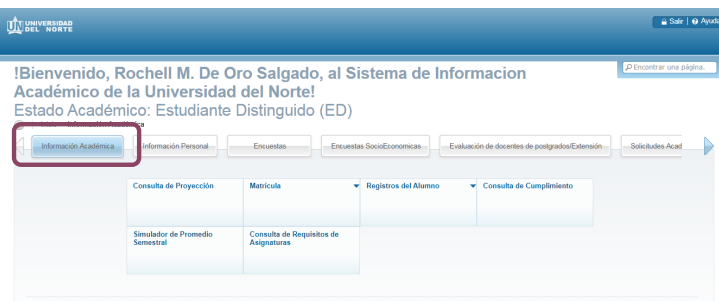 UN UNIVERSIDAD
DEL NORTE
Salir | Ayuda
Encontrar una página.
!Bienvenido, Rochell M. De Oro Salgado, al Sistema de Informacion
Académico de la Universidad del Norte!
Estado Académico: Estudiante Distinguido (ED)
Información Académica
Información Académica
Información Personal
Encuestas
Encuestas SocioEconomicas
Evaluación de docentes de postgrados/Extensión
Solicitudes Acad
Consulta de Proyección
Matrícula
Registros del Alumno
Consulta de Cumplimiento
Simulador de Promedio
Semestral
Consulta de Requisitos de
Asignaturas